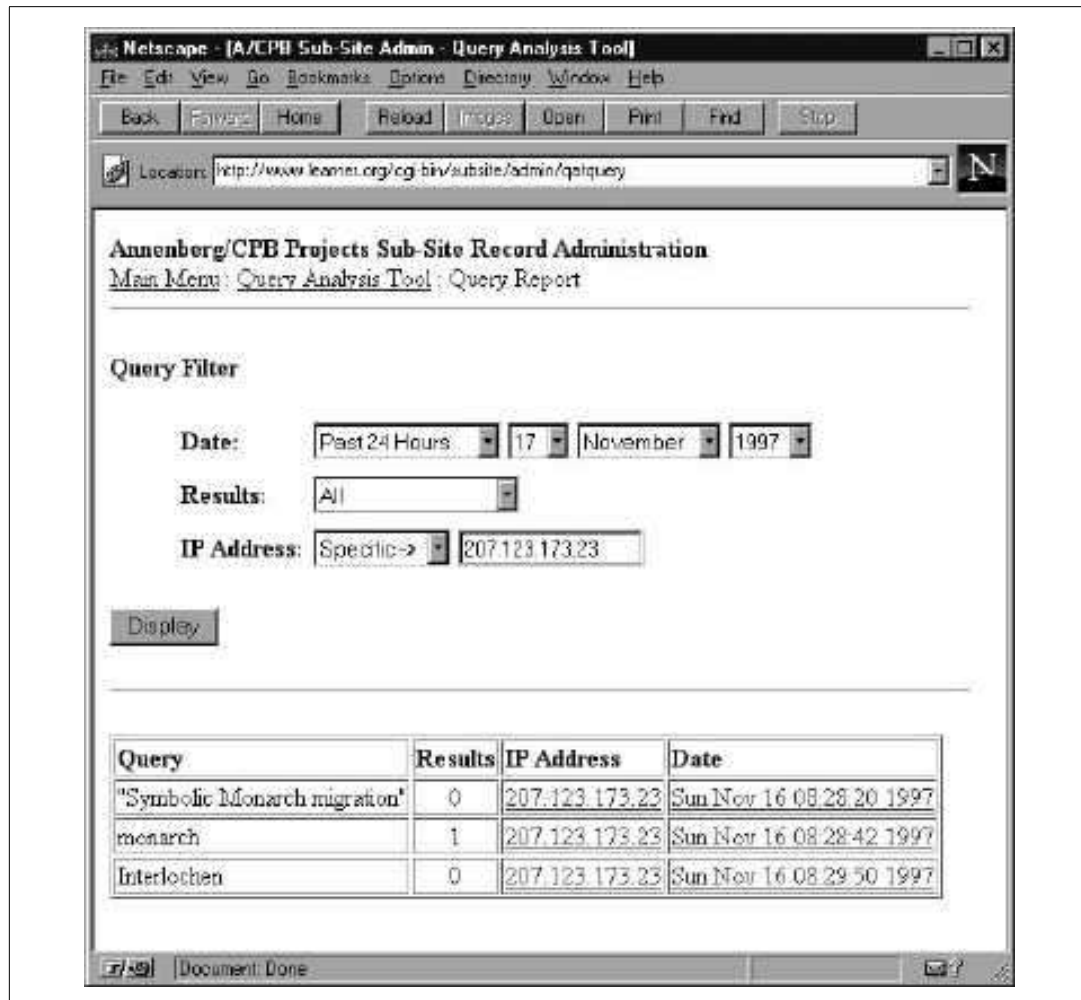 Netscape - [A/CPB Sub-Site Admin - Query Analysis Tool]
File Edit View Go Bookmarks Options Directory Window Help
Back Forward Home Reload Images Open Print Find Stop
Location: http://www.learner.org/cgi-bin/subsite/admin/qatquery
N
Annenberg/CPB Projects Sub-Site Record Administration
Main Menu : Query Analysis Tool : Query Report
Query Filter
Date: Past 24 Hours 17 November 1997
Results: All
IP Address: Specific-> 207.123.173.23
Display
Query Results IP Address Date
"Symbolic Monarch migration" 0 207.123.173.23 Sun Nov 16 08:28:20 1997
monarch 1 207.123.173.23 Sun Nov 16 08:28:42 1997
Interlochen 0 207.123.173.23 Sun Nov 16 08:29:50 1997
Document: Done